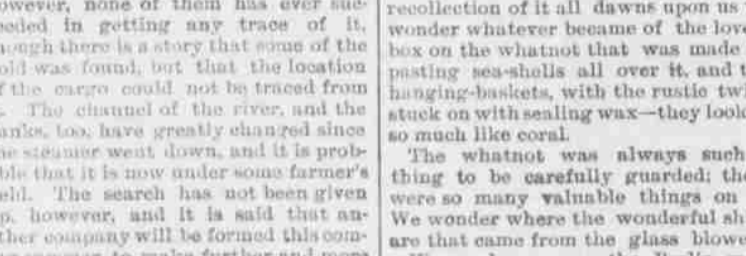 however, none of them has ever suc-
ceeded in getting any trace of it,
though there is a story that some of the
gold was found, but that the location
of the cargo could not be traced from
. The channel of the river, and the
banks, too, have greatly changed since
the steamer went down, and it is prob-
able that it is now under some farmer's
field. The search has not been given
up, however, and it is said that an-
other company will be formed this com-
summer to make further and more
recollection of it all dawns upon us
wonder whatever became of the
box on the whatnot that was made
pasting sea-shells all over it, and
hanging-baskets, with the rustic
stuck on with sealing wax—they
so much like coral.
The whatnot was always such
thing to be carefully guarded;
were so many valuable things on
We wonder where the wonderful
are that came from the glass